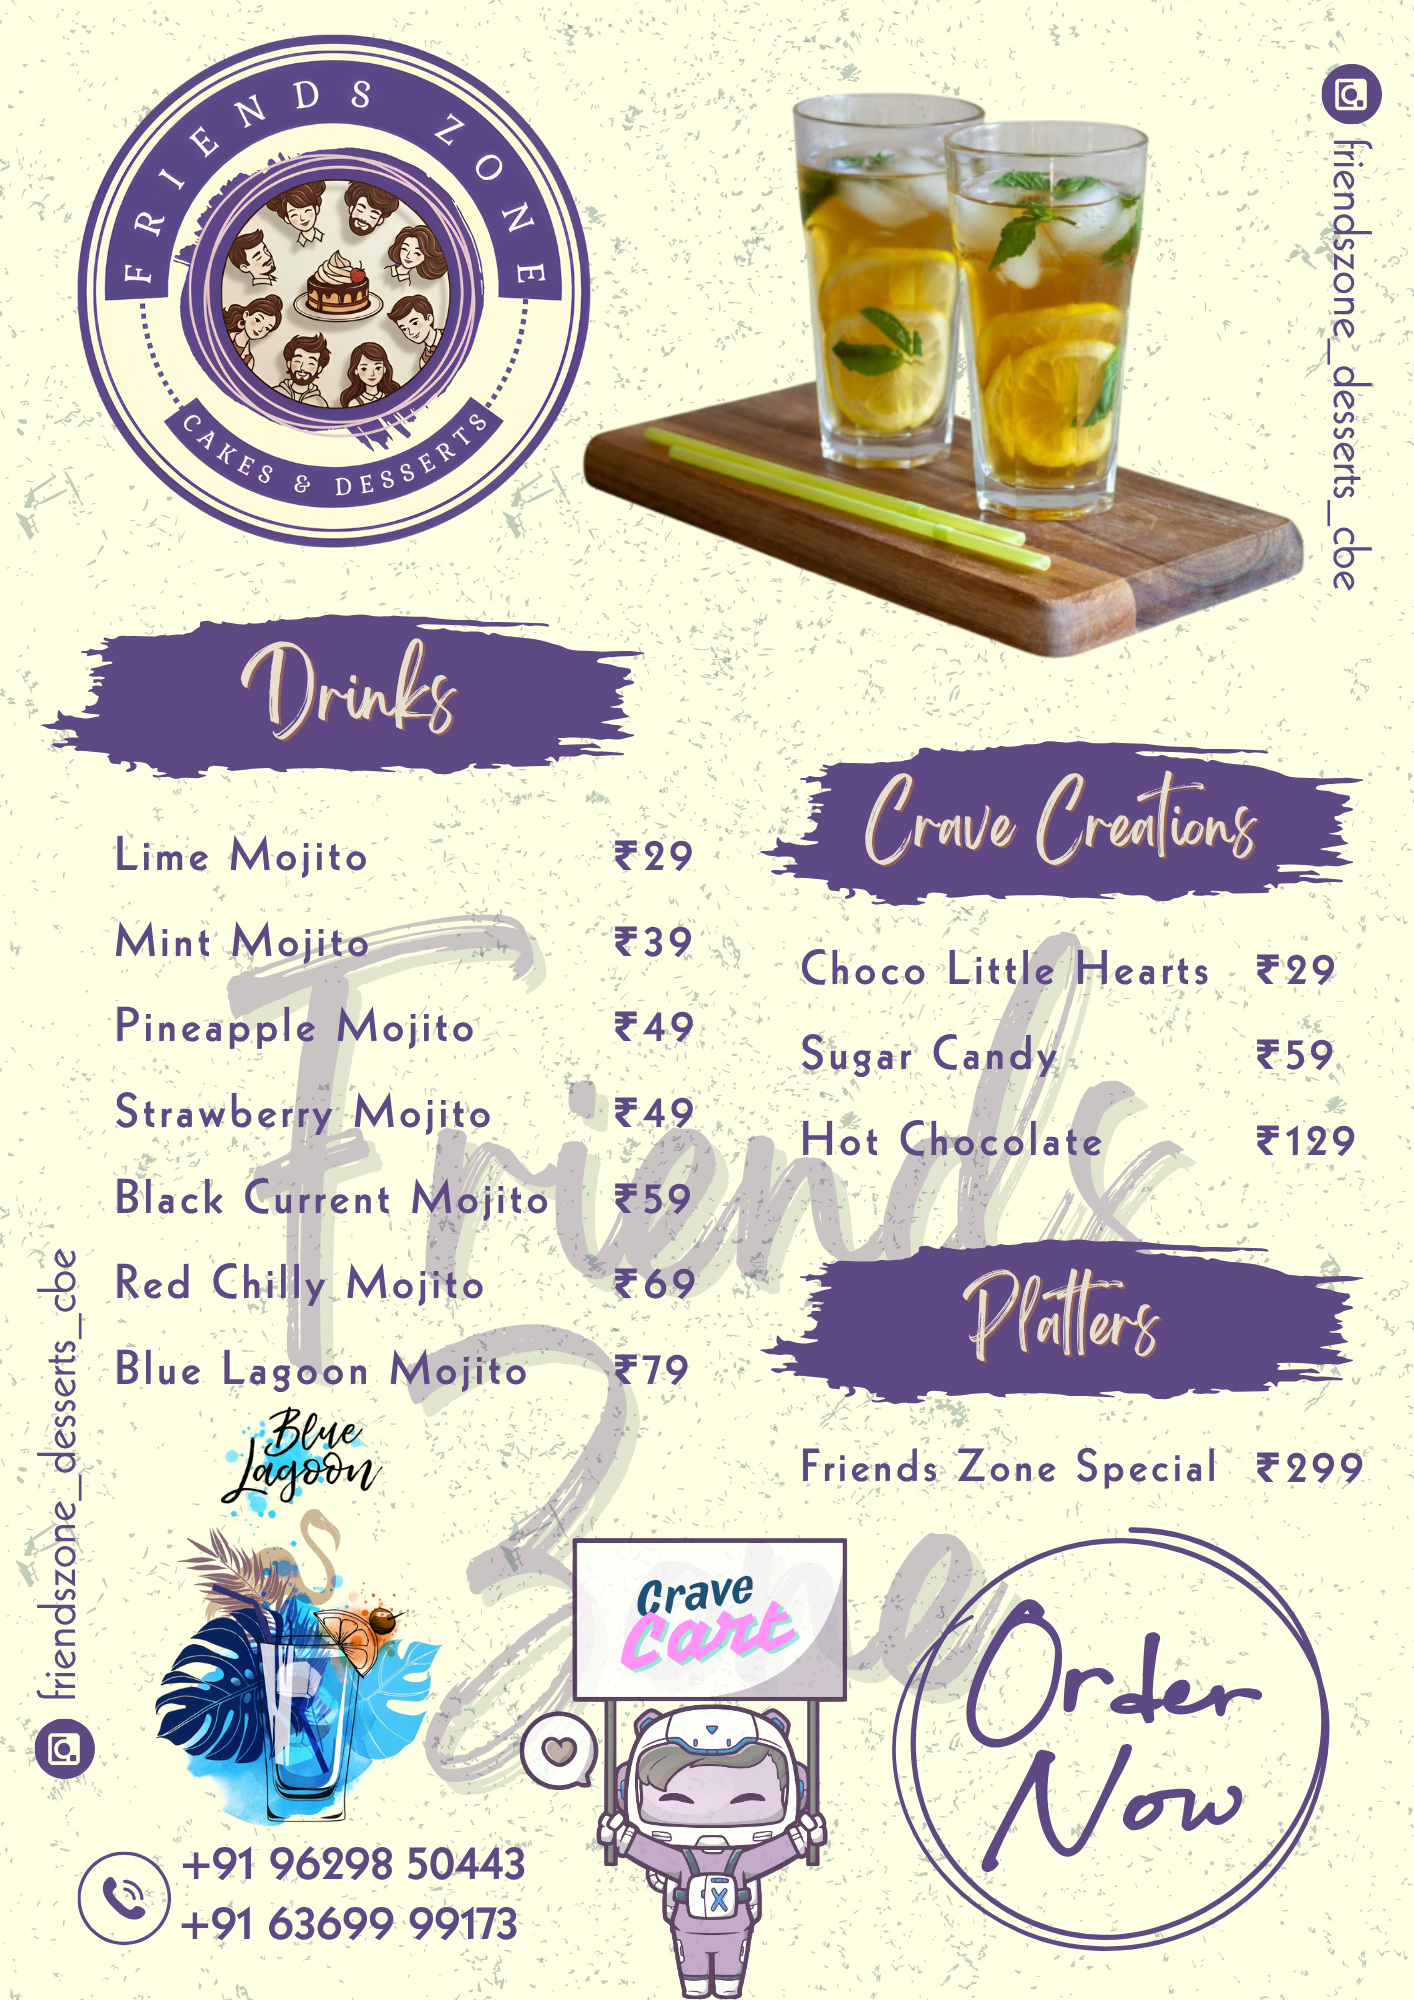 FRIENDS ZONE
CAKES & DESSERTS
friendszone_desserts_cbe
Drinks
Lime Mojito ₹29
Mint Mojito ₹39
Pineapple Mojito ₹49
Strawberry Mojito ₹49
Black Current Mojito ₹59
Red Chilly Mojito ₹69
Blue Lagoon Mojito ₹79
Crave Creations
Choco Little Hearts ₹29
Sugar Candy ₹59
Hot Chocolate ₹129
Platters
Friends Zone Special ₹299
Friends
Zone
friendszone_desserts_cbe
Blue
Lagoon
Crave
Cart
X
Order
Now
+91 96298 50443
+91 63699 99173